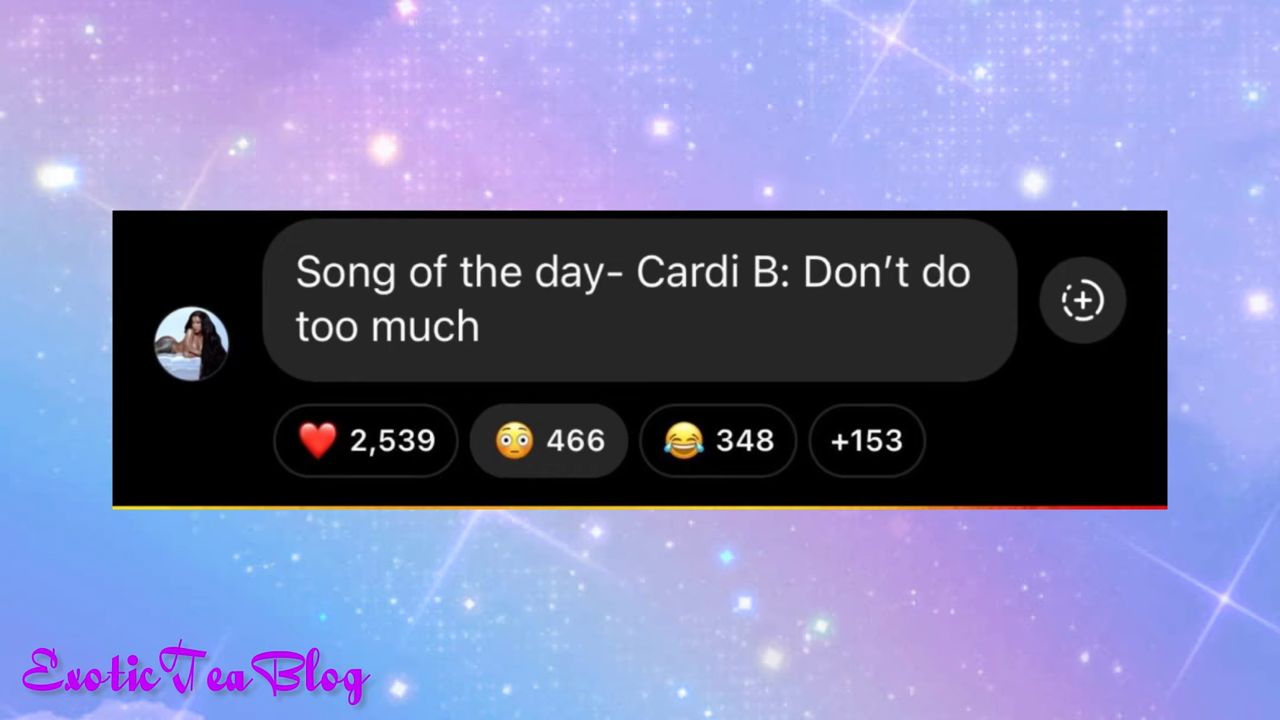 Song of the day- Cardi B: Don’t do
too much
❤️ 2,539 😳 466 😂 348 +153
ExoticTeaBlog